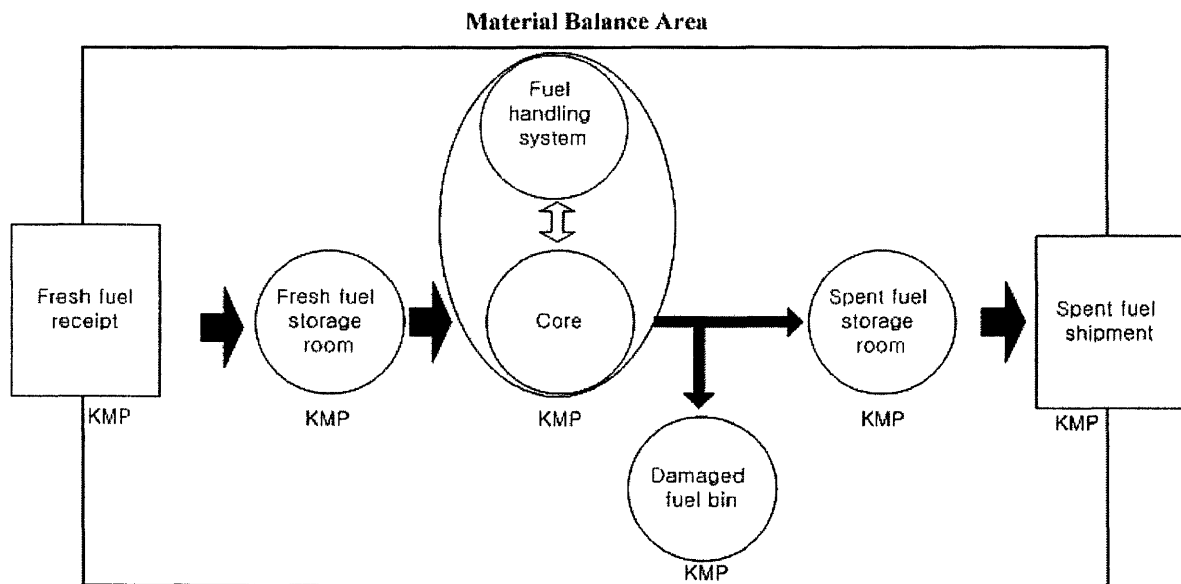 Material Balance Area
Fuel
handling
system
Fresh fuel
receipt
KMP
Fresh fuel
storage
room
KMP
Core
KMP
Spent fuel
storage
room
KMP
Spent fuel
shipment
KMP
Damaged
fuel bin
KMP